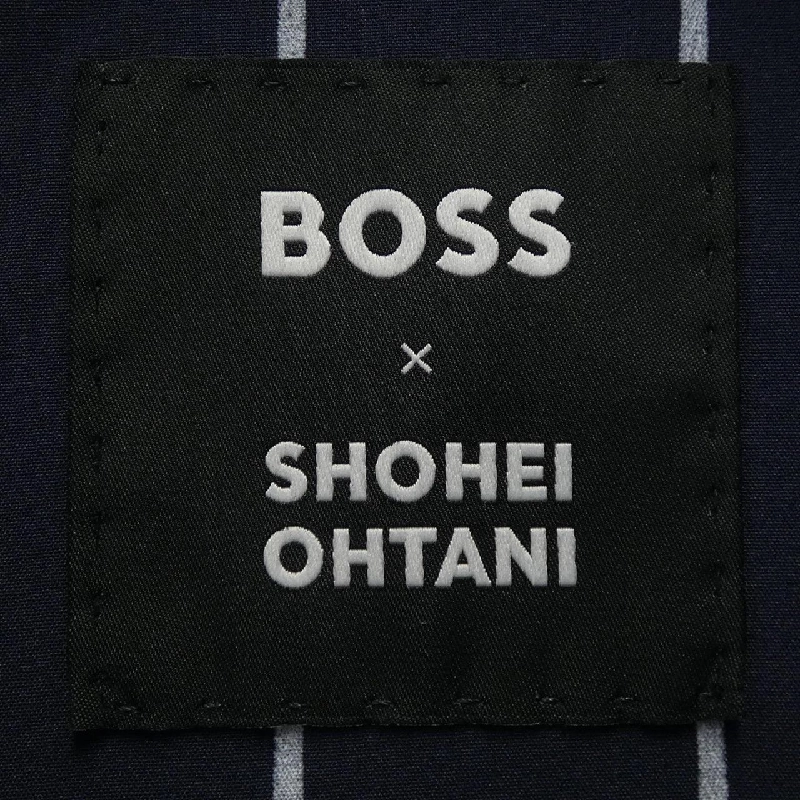 BOSS
×
SHOHEI
OHTANI